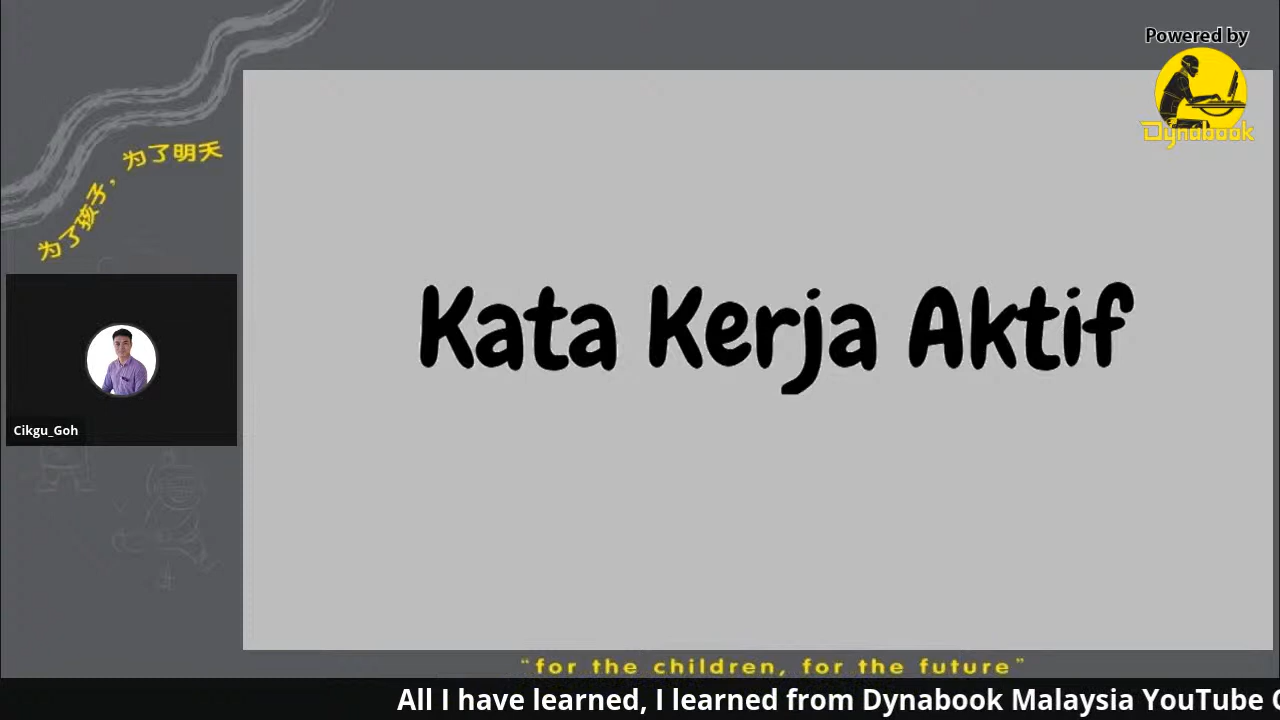 Powered by
Dynabook
为了孩子，为了明天
Kata Kerja Aktif
Cikgu_Goh
"for the children, for the future"
All I have learned, I learned from Dynabook Malaysia YouTube